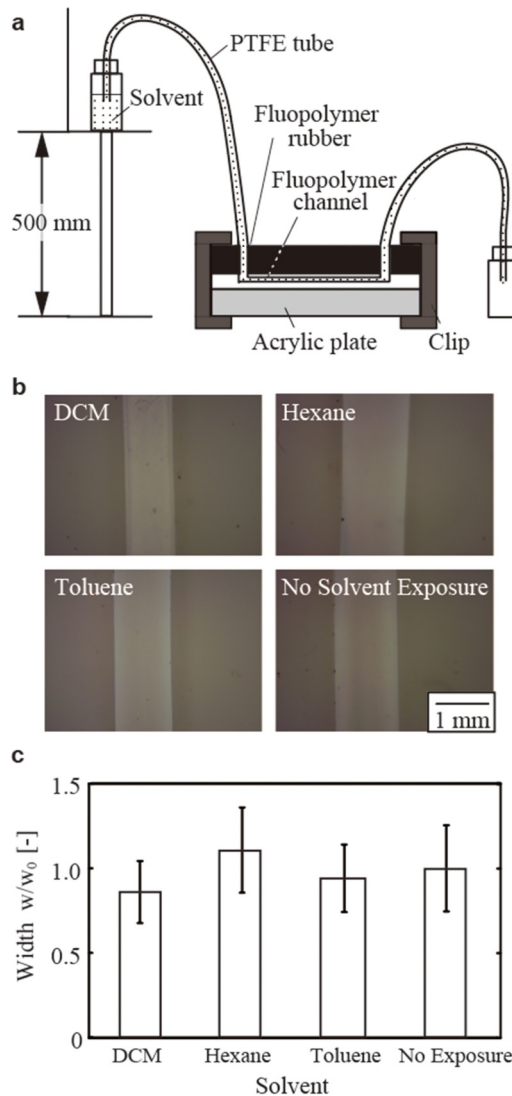 a
PTFE tube
Solvent
Fluopolymer
rubber
Fluopolymer
channel
500 mm
Acrylic plate
Clip
b
DCM
Hexane
Toluene
No Solvent Exposure
1 mm
c
Width w/w₀ [-]
1.5
1.0
0.5
0
DCM
Hexane
Toluene
No Exposure
Solvent